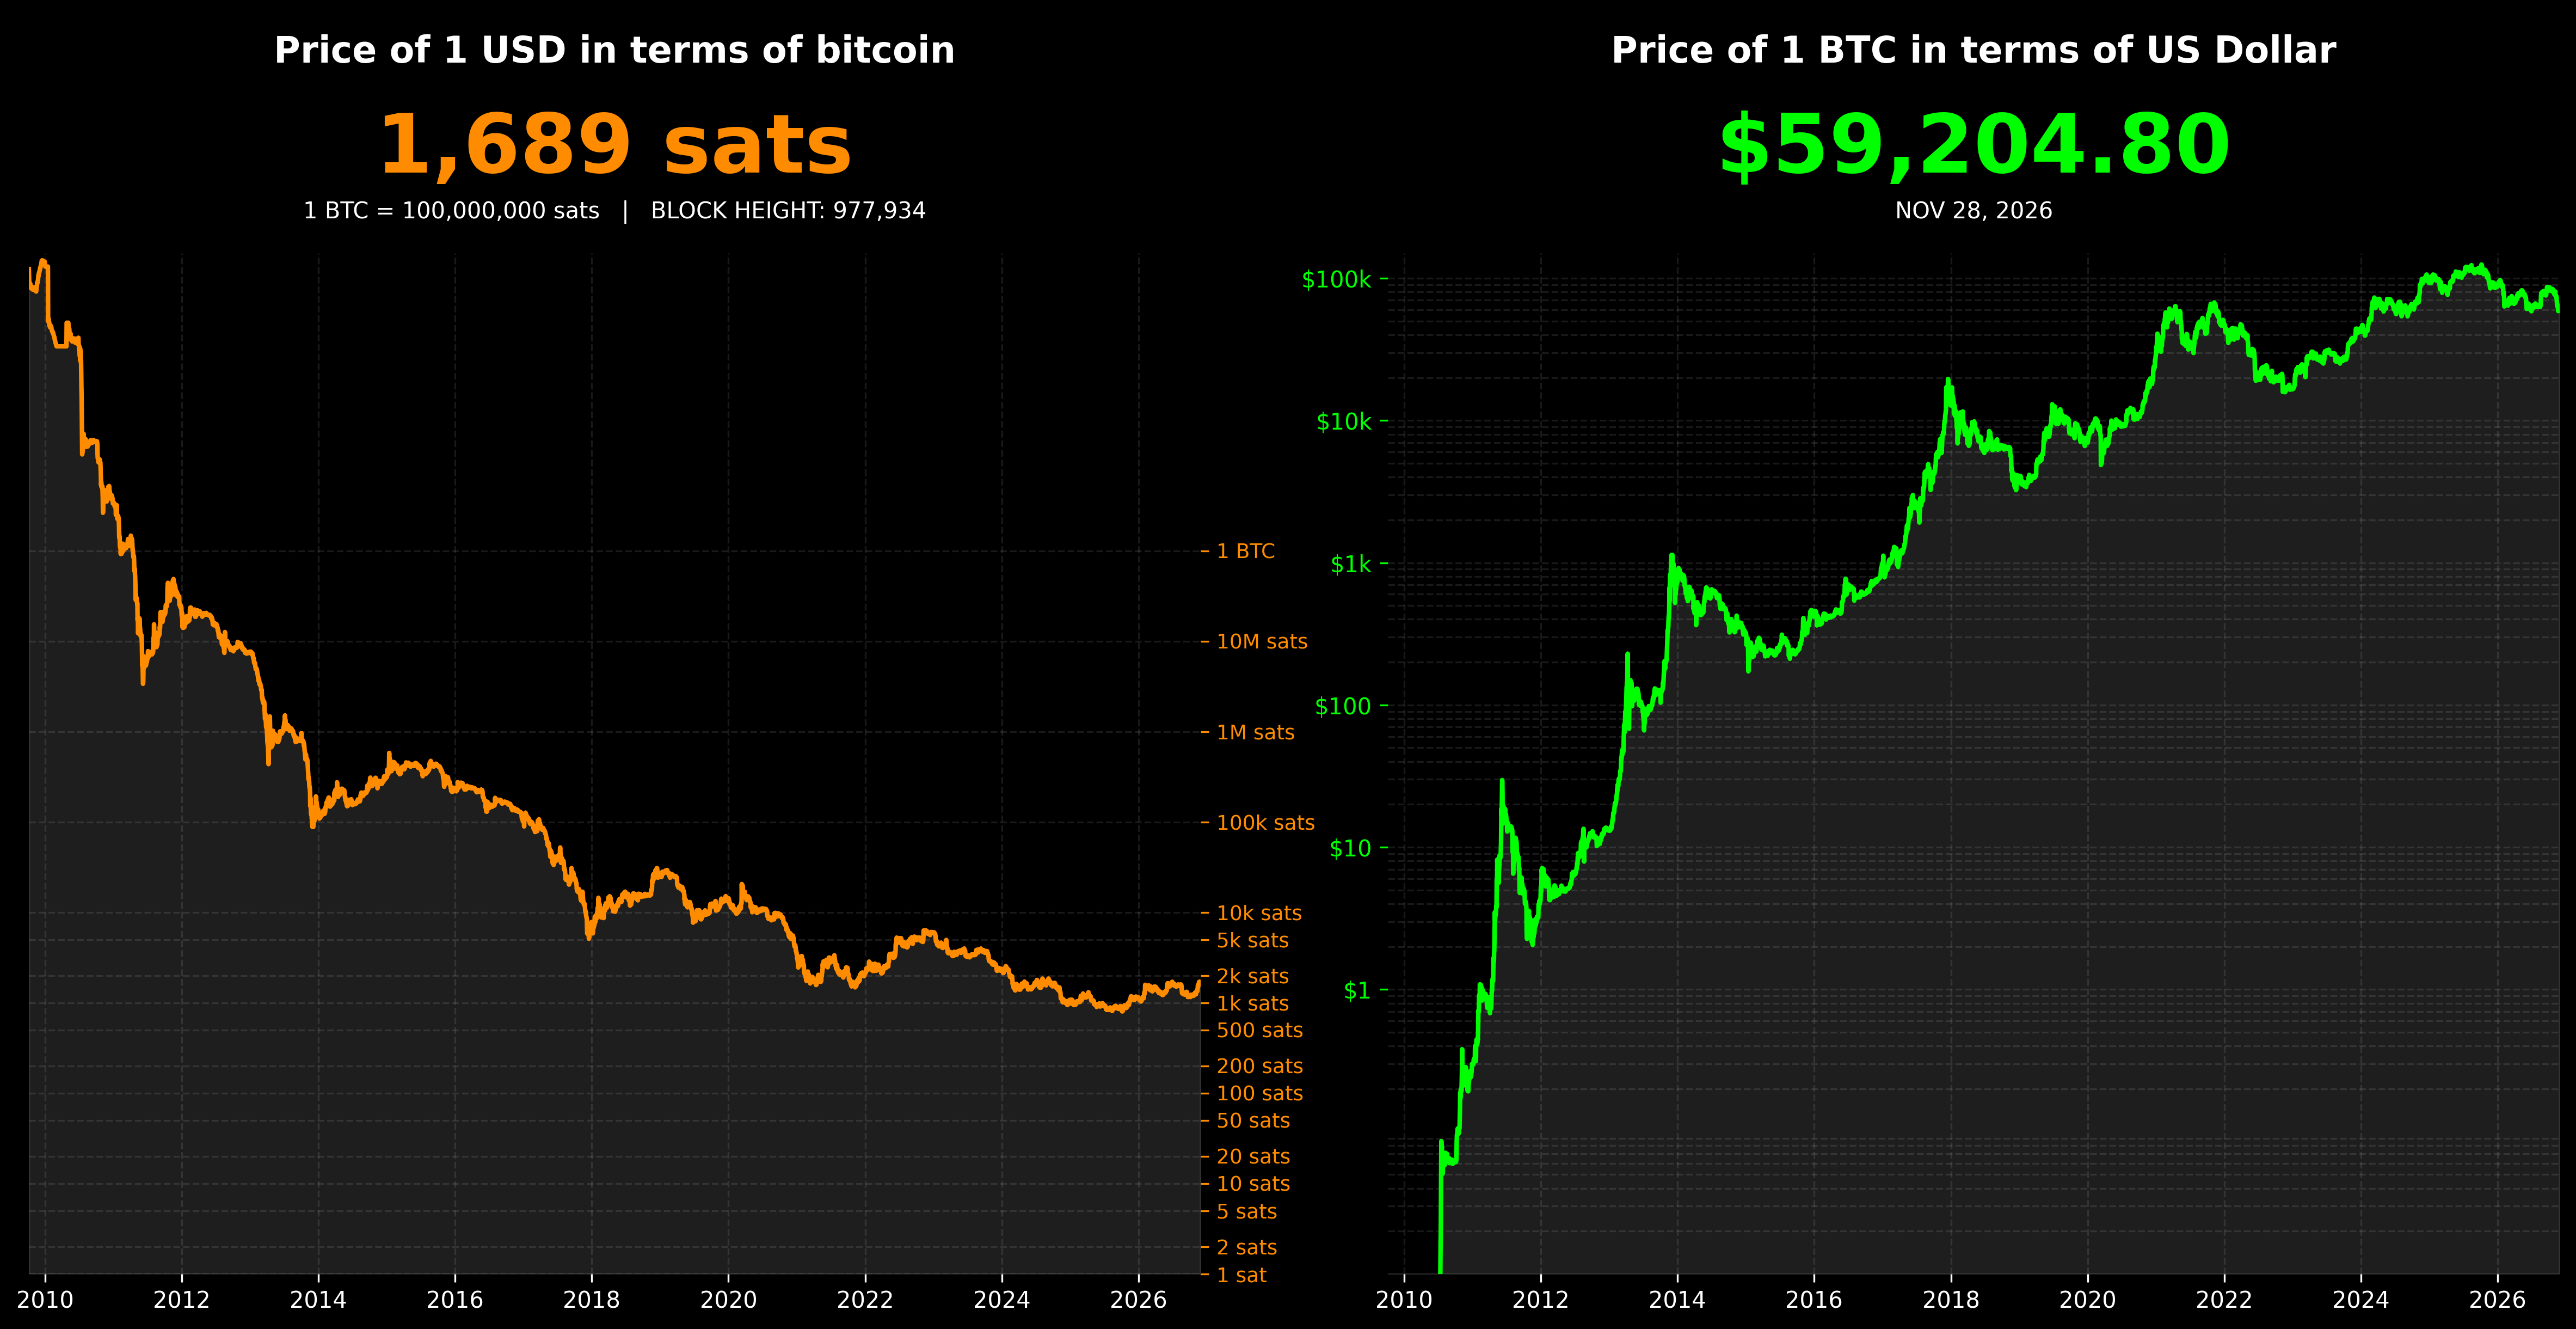 Price of 1 USD in terms of bitcoin
1,689 sats
1 BTC = 100,000,000 sats | BLOCK HEIGHT: 977,934
1 BTC
10M sats
1M sats
100k sats
10k sats
5k sats
2k sats
1k sats
500 sats
200 sats
100 sats
50 sats
20 sats
10 sats
5 sats
2 sats
1 sat
2010 2012 2014 2016 2018 2020 2022 2024 2026
Price of 1 BTC in terms of US Dollar
$59,204.80
NOV 28, 2026
$100k
$10k
$1k
$100
$10
$1
2010 2012 2014 2016 2018 2020 2022 2024 2026